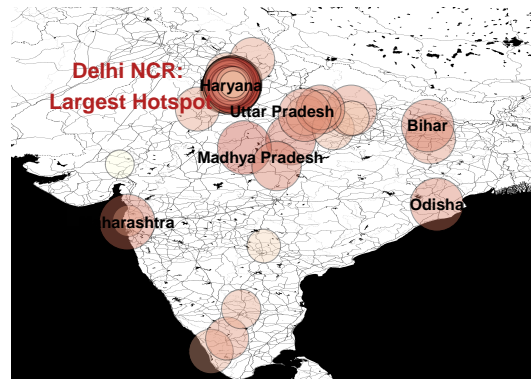 Delhi NCR:
Largest Hotspot
Haryana
Uttar Pradesh
Bihar
Madhya Pradesh
Odisha
harashtra